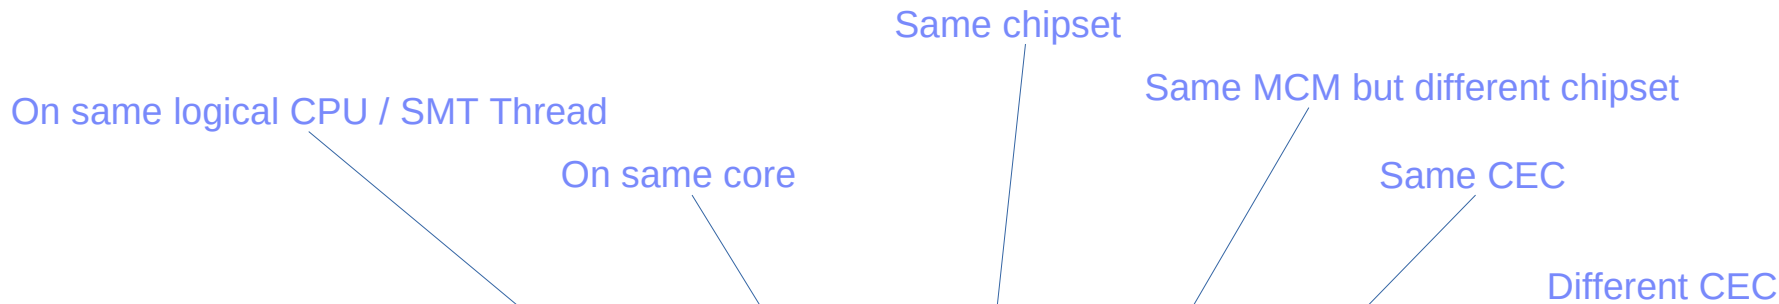 Same chipset
Same MCM but different chipset
On same logical CPU / SMT Thread
On same core
Same CEC
Different CEC